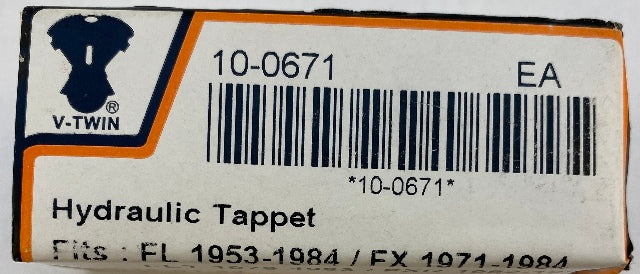 10-0671 EA
® 
V-TWIN
*10-0671*
Hydraulic Tappet
Fits : FL 1953-1984 / FX 1971-1984